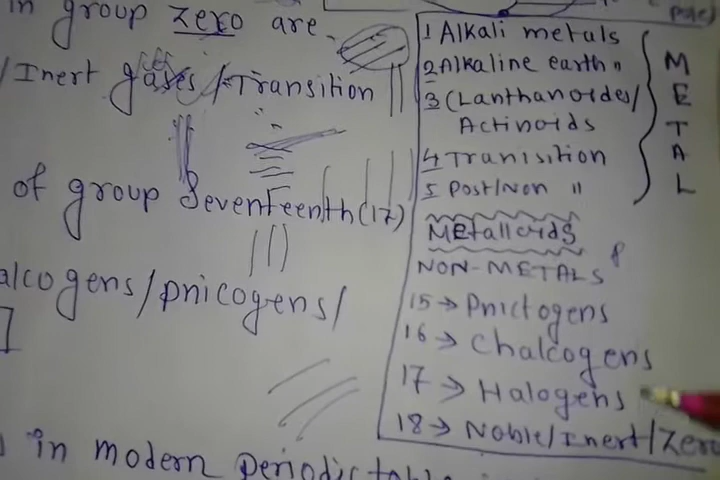 in group zero are
/Inert gases/Transition
of group Seventeenth(17)
alcogens/pnicogens/
]
in modern periodic table
1 Alkali metals
2 Alkaline earth "
3 (Lanthanoides/
Actinoids
4 Tranisition
5 Post/Non "
METAL
Metalloids
NON-METALS
15→ Pnictogens
16→ Chalcogens
17→ Halogens
18→ Noble/Inert/Zero